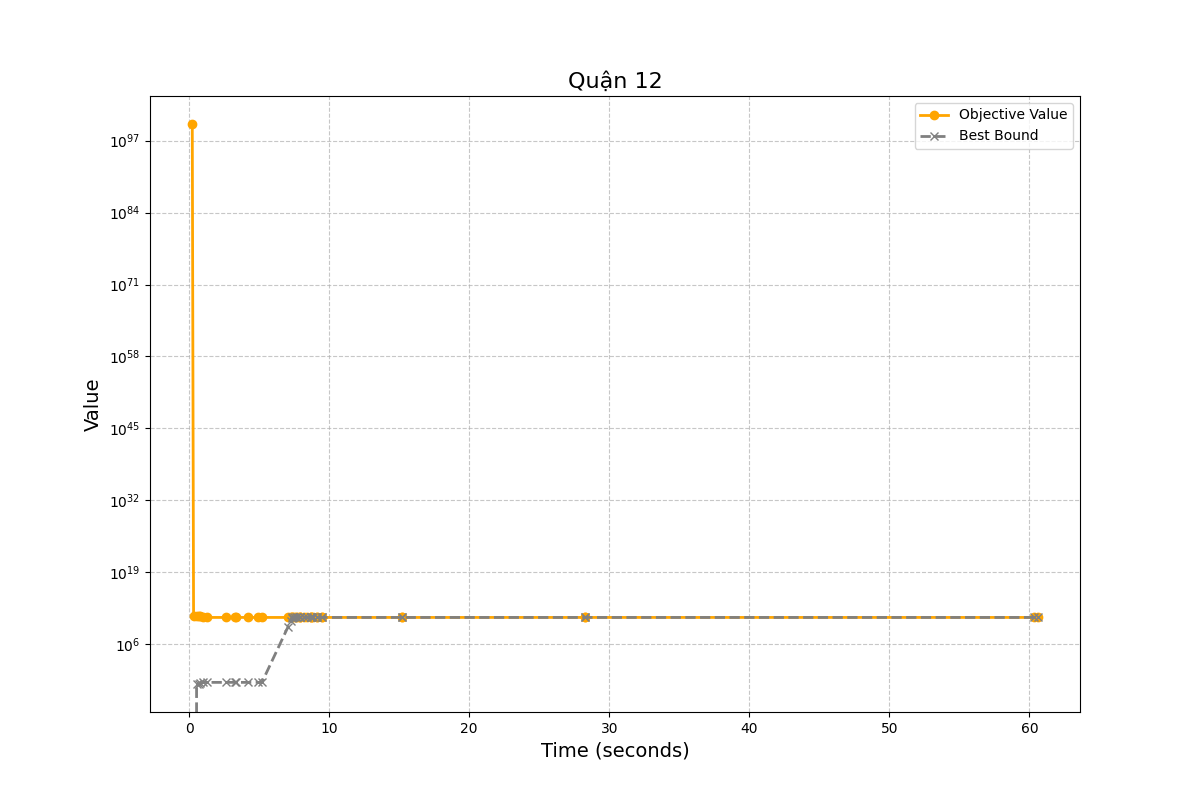 Quận 12
Objective Value
Best Bound
10^97
10^84
10^71
10^58
10^45
10^32
10^19
10^6
Value
0 10 20 30 40 50 60
Time (seconds)